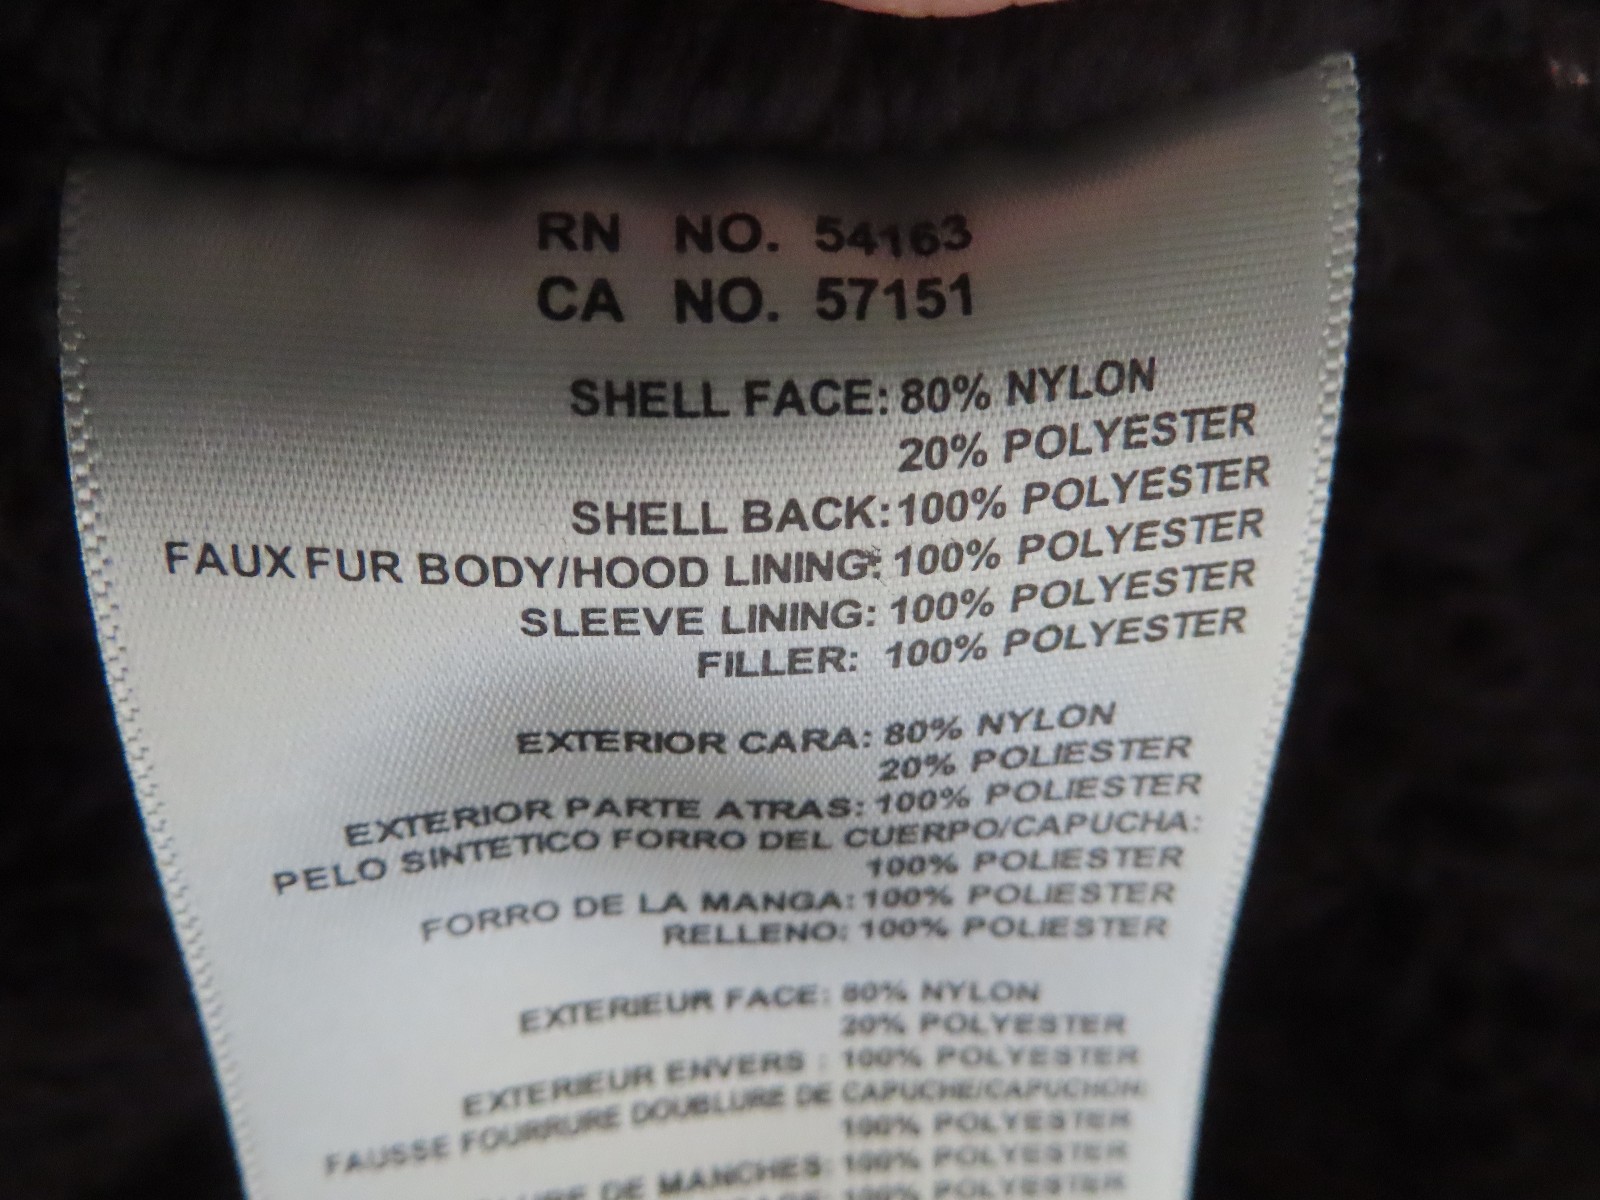 RN NO. 54163
CA NO. 57151
SHELL FACE: 80% NYLON
20% POLYESTER
SHELL BACK: 100% POLYESTER
FAUX FUR BODY/HOOD LINING: 100% POLYESTER
SLEEVE LINING: 100% POLYESTER
FILLER: 100% POLYESTER
EXTERIOR CARA: 80% NYLON
20% POLIESTER
EXTERIOR PARTE ATRAS: 100% POLIESTER
PELO SINTETICO FORRO DEL CUERPO/CAPUCHA:
100% POLIESTER
FORRO DE LA MANGA: 100% POLIESTER
RELLENO: 100% POLIESTER
EXTERIEUR FACE: 80% NYLON
20% POLYESTER
EXTERIEUR ENVERS : 100% POLYESTER
FAUSSE FOURRURE DOUBLURE DE CAPUCHE/CAPUCHON:
100% POLYESTER
DE MANCHES: 100% POLYESTER
100% POLYESTER